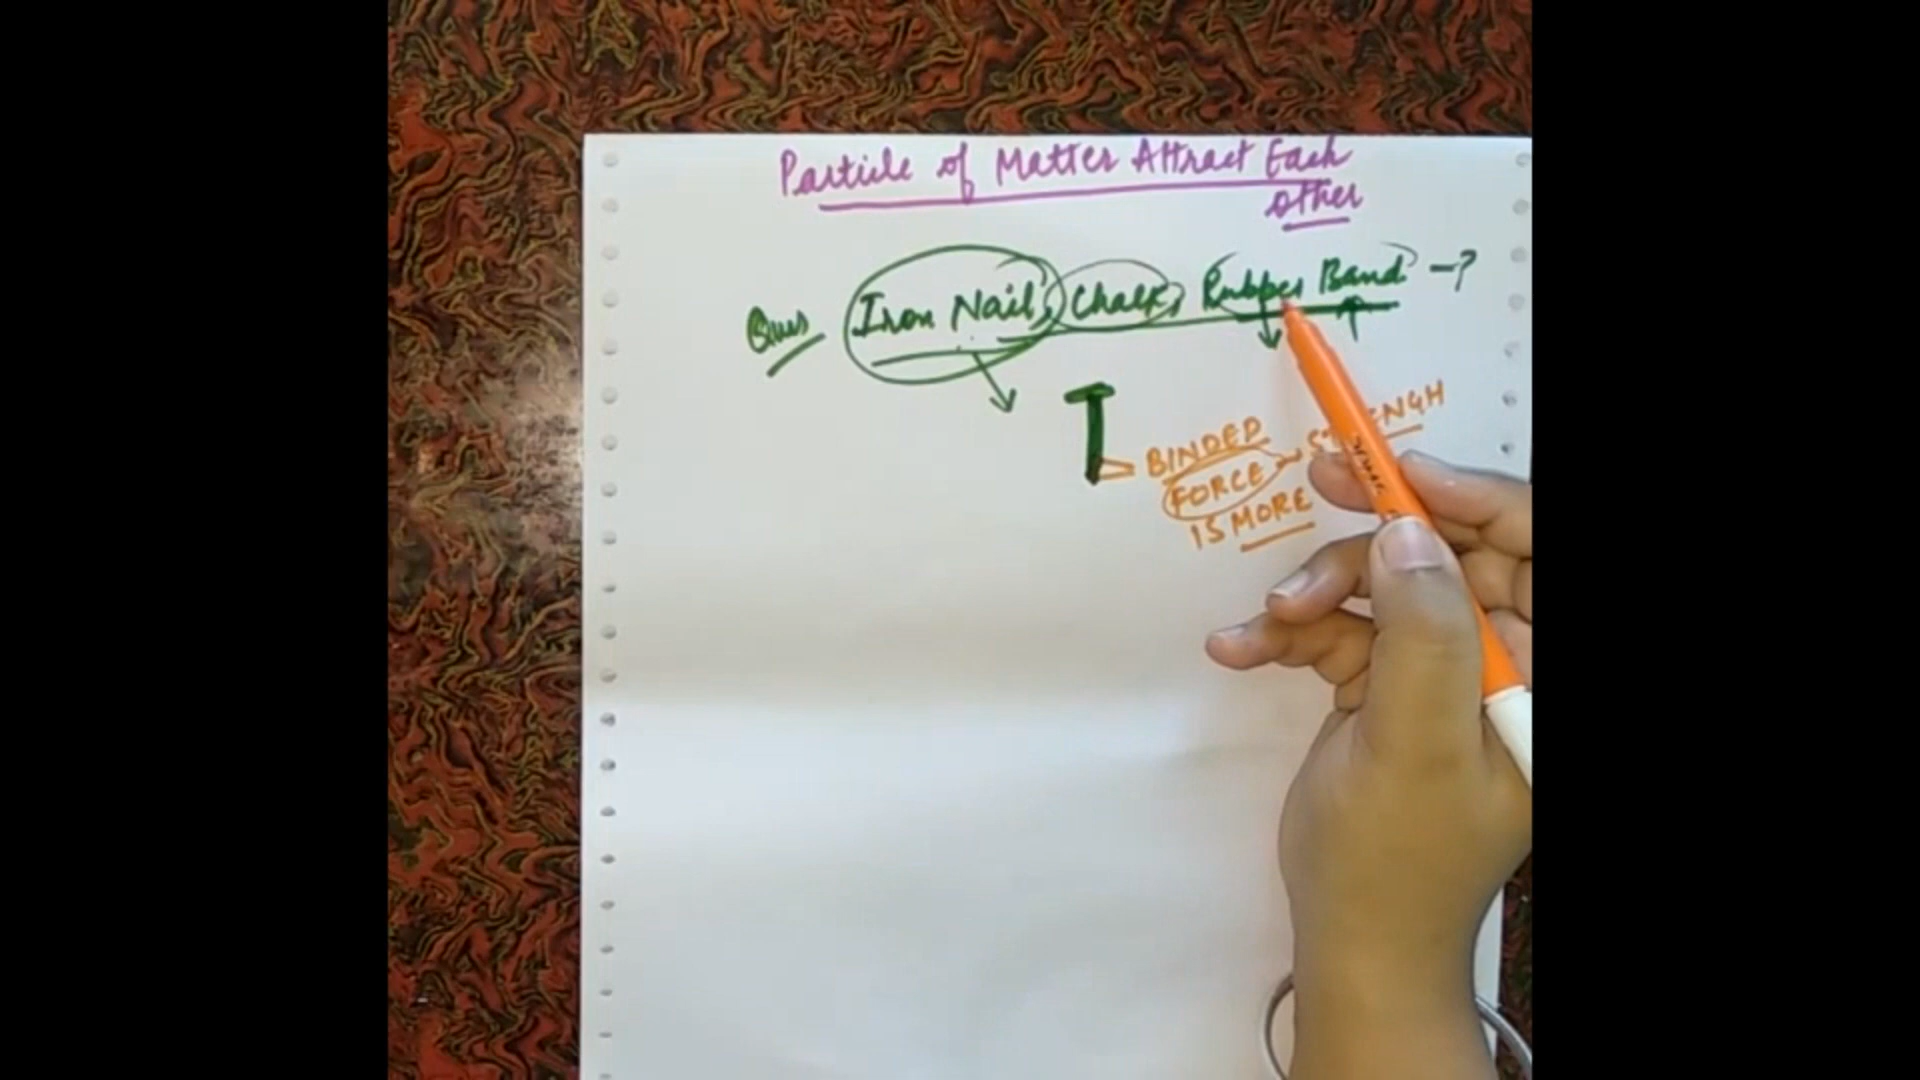 Particle of Matter Attract Each
other
Ques Iron Nail, Chalk, Rubber Band -?
BINDED
FORCE
IS MORE